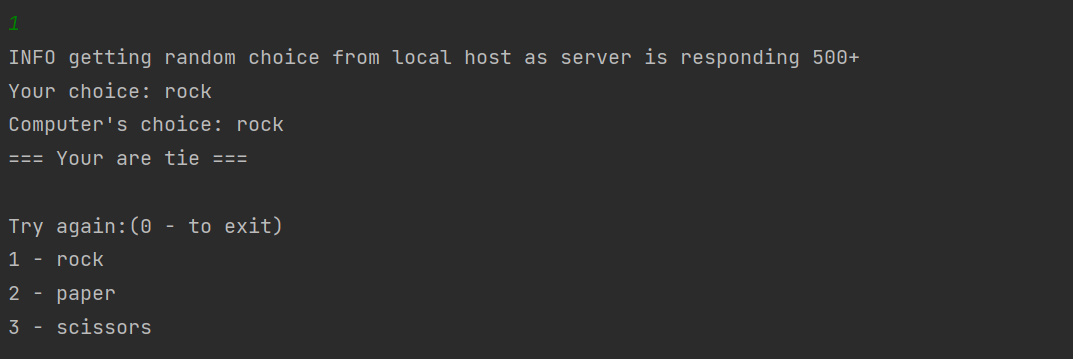 1
INFO getting random choice from local host as server is responding 500+
Your choice: rock
Computer's choice: rock
=== Your are tie ===
Try again:(0 - to exit)
1 - rock
2 - paper
3 - scissors